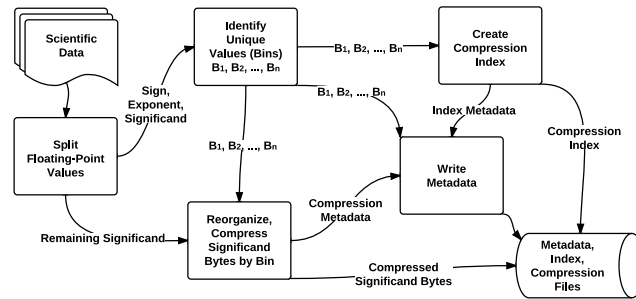 Scientific
Data
Identify
Unique
Values (Bins)
B1, B2, ..., Bn
B1, B2, ..., Bn
Create
Compression
Index
Sign,
Exponent,
Significand
B1, B2, ..., Bn
Index Metadata
Split
Floating-Point
Values
B1, B2, ..., Bn
Compression
Index
Write
Metadata
Remaining Significand
Reorganize,
Compress
Significand
Bytes by Bin
Compression
Metadata
Compressed
Significand Bytes
Metadata,
Index,
Compression
Files